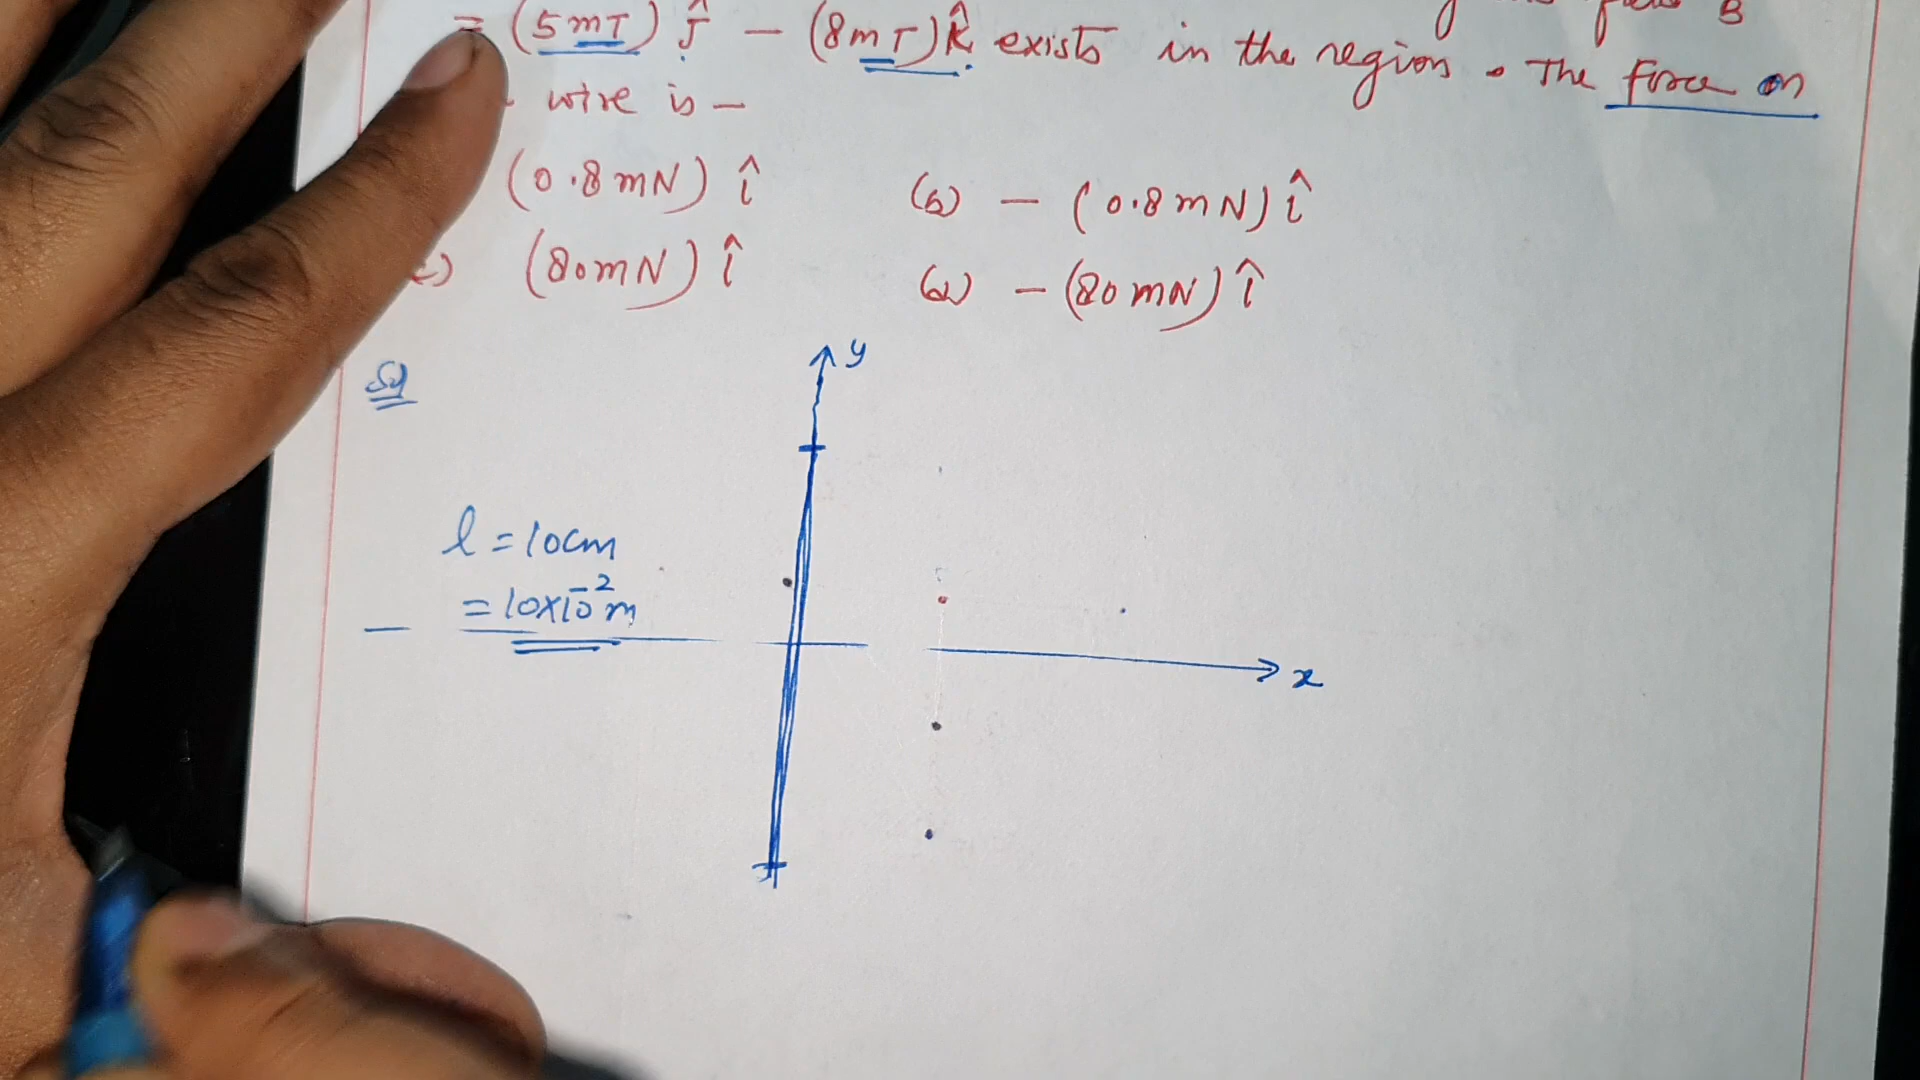 = (5mT) ĵ – (8mT) k̂ exists in the region. The Force on
wire is –
(0.8 mN) î (b) – (0.8 mN) î
c) (80 mN) î (d) – (80 mN) î
Sol
y
l = 10cm
= 10×10⁻² m
x